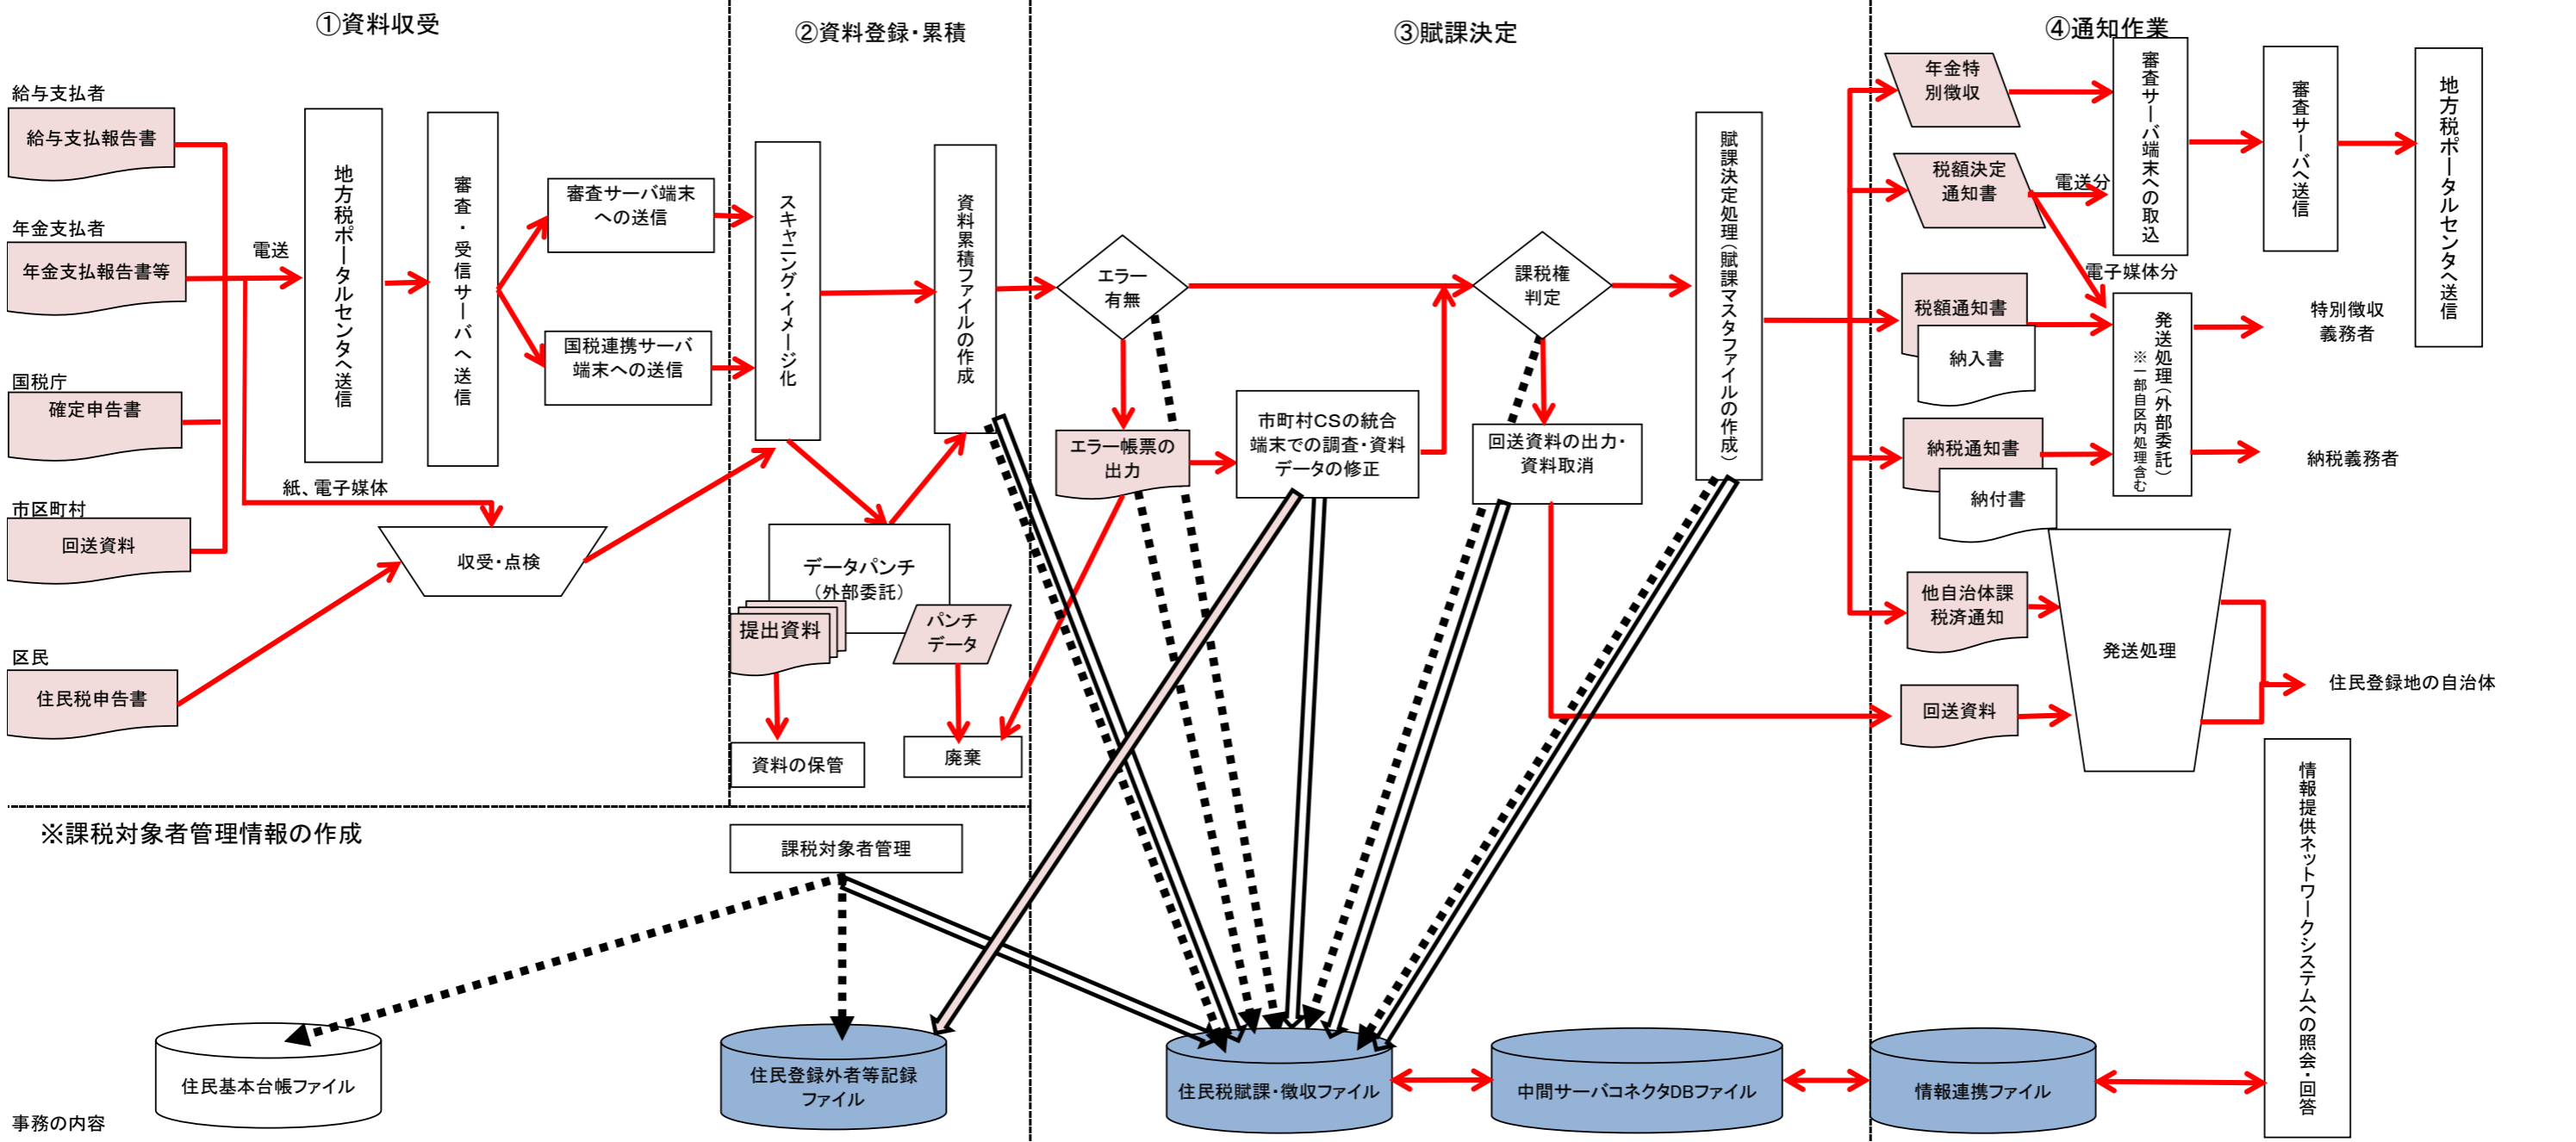 ①資料収受
②資料登録・累積
③賦課決定
④通知作業
給与支払者
給与支払報告書
年金支払者
年金支払報告書等
国税庁
確定申告書
市区町村
回送資料
区民
住民税申告書
電送
紙、電子媒体
地方税ポータルセンタへ送信
審査・受信サーバへ送信
審査サーバ端末
への送信
国税連携サーバ
端末への送信
収受・点検
スキャニング・イメージ化
資料累積ファイルの作成
データパンチ
（外部委託）
提出資料
パンチ
データ
資料の保管
廃棄
エラー
有無
エラー帳票の
出力
市町村CSの統合
端末での調査・資料
データの修正
課税権
判定
回送資料の出力・
資料取消
賦課決定処理（賦課マスタファイルの作成）
年金特
別徴収
税額決定
通知書
電送分
電子媒体分
税額通知書
納入書
納税通知書
納付書
他自治体課
税済通知
回送資料
審査サーバ端末への取込
審査サーバへ送信
地方税ポータルセンタへ送信
発送処理（外部委託）
※一部自区内処理含む
特別徴収
義務者
納税義務者
発送処理
住民登録地の自治体
情報提供ネットワークシステムへの照会・回答
※課税対象者管理情報の作成
課税対象者管理
住民基本台帳ファイル
住民登録外者等記録
ファイル
住民税賦課・徴収ファイル
中間サーバコネクタDBファイル
情報連携ファイル
事務の内容